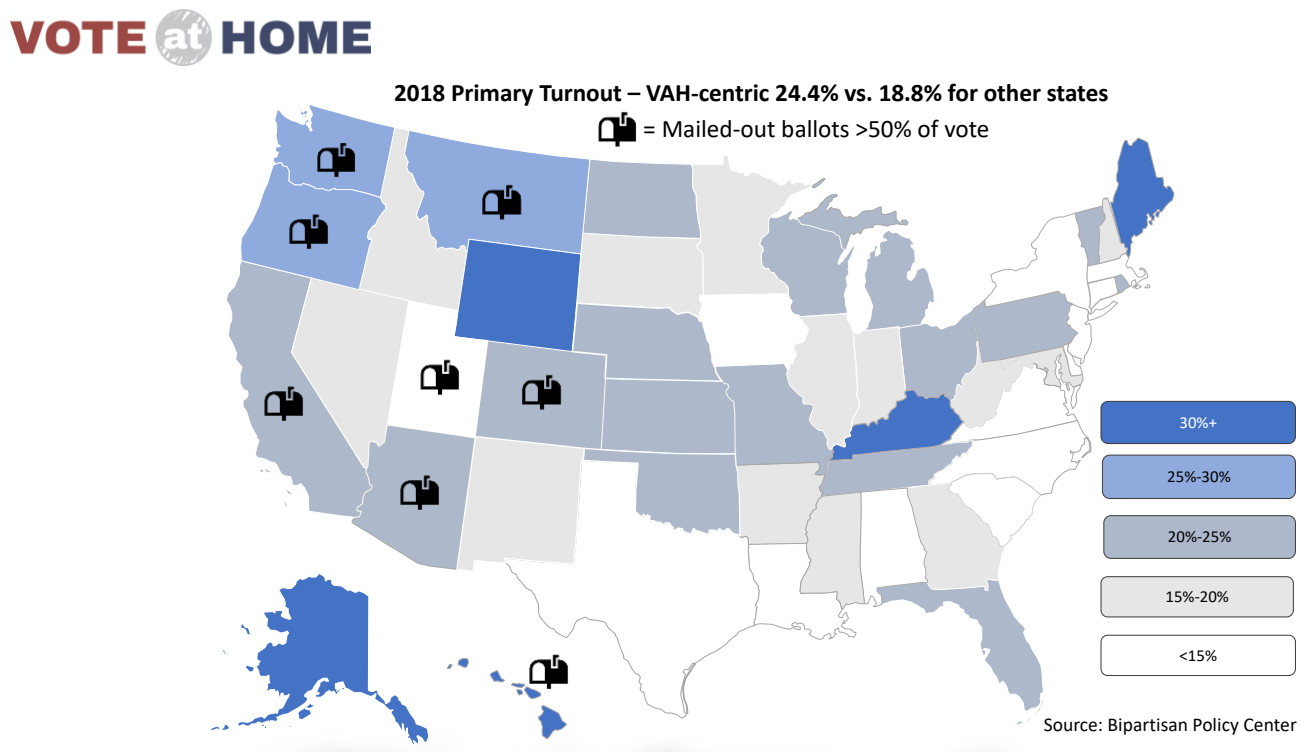 VOTE at HOME
2018 Primary Turnout – VAH-centric 24.4% vs. 18.8% for other states
= Mailed-out ballots >50% of vote
30%+
25%-30%
20%-25%
15%-20%
<15%
Source: Bipartisan Policy Center